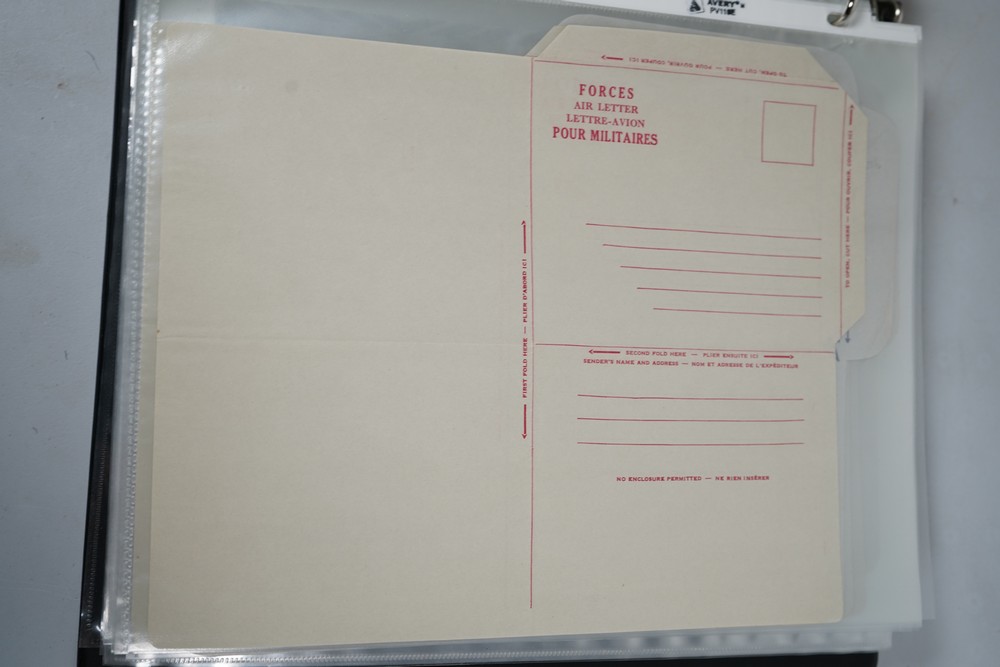 AVERY®
TO OPEN, CUT HERE — POUR OUVRIR, COUPER ICI
FORCES
AIR LETTER
LETTRE-AVION
POUR MILITAIRES
TO OPEN, CUT HERE — POUR OUVRIR, COUPER ICI
FIRST FOLD HERE — PLIER D'ABORD ICI
SECOND FOLD HERE — PLIER ENSUITE ICI
SENDER'S NAME AND ADDRESS — NOM ET ADRESSE DE L'EXPÉDITEUR
NO ENCLOSURE PERMITTED — NE RIEN INSÉRER